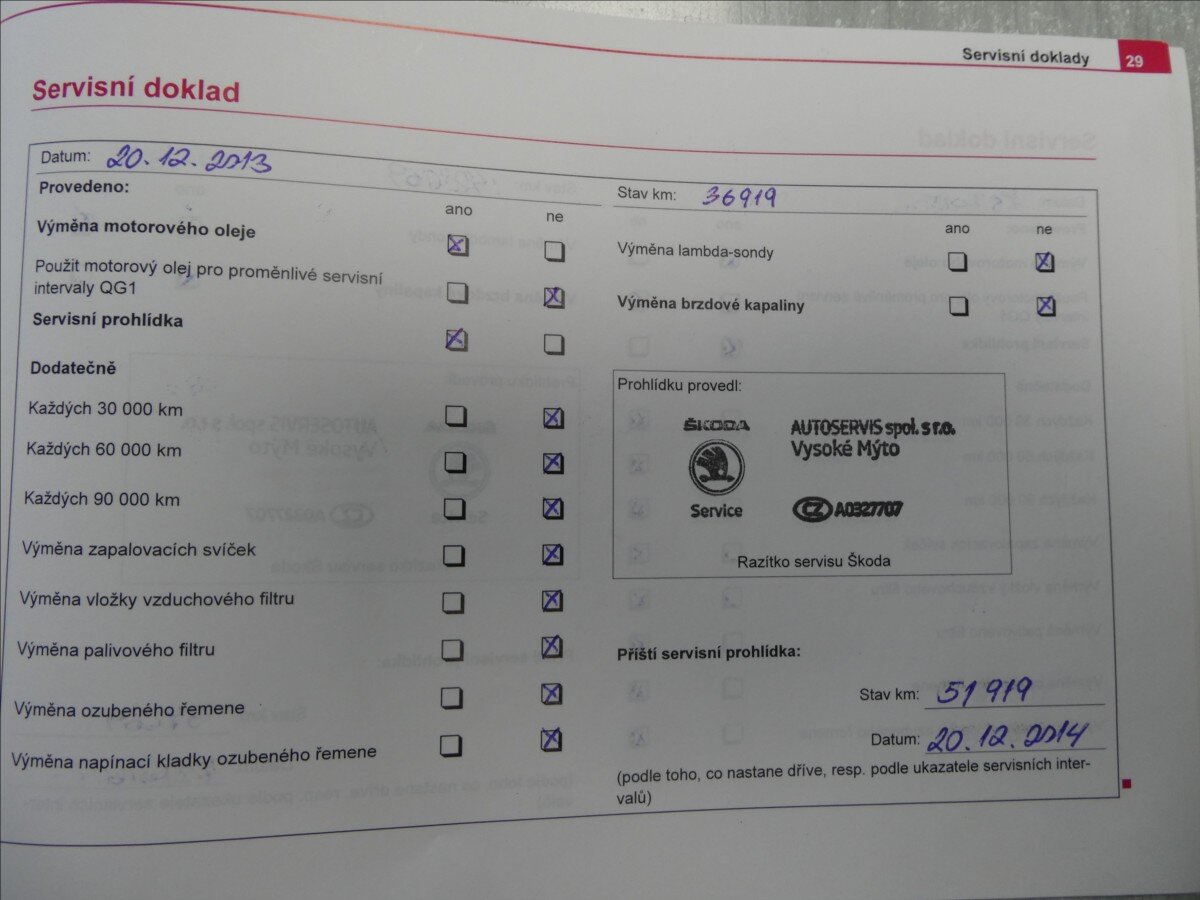 Servisní doklady 29
Servisní doklad
Datum: 20.12.2013
Provedeno:
ano ne
Výměna motorového oleje
Použit motorový olej pro proměnlivé servisní
intervaly QG1
Servisní prohlídka
Dodatečně
Každých 30 000 km
Každých 60 000 km
Každých 90 000 km
Výměna zapalovacích svíček
Výměna vložky vzduchového filtru
Výměna palivového filtru
Výměna ozubeného řemene
Výměna napínací kladky ozubeného řemene
Stav km: 36919
ano ne
Výměna lambda-sondy
Výměna brzdové kapaliny
Prohlídku provedl:
ŠKODA
Service
AUTOSERVIS spol. s r.o.
Vysoké Mýto
CZ A0327707
Razítko servisu Škoda
Příští servisní prohlídka:
Stav km: 51919
Datum: 20.12.2014
(podle toho, co nastane dříve, resp. podle ukazatele servisních inter-
valů)